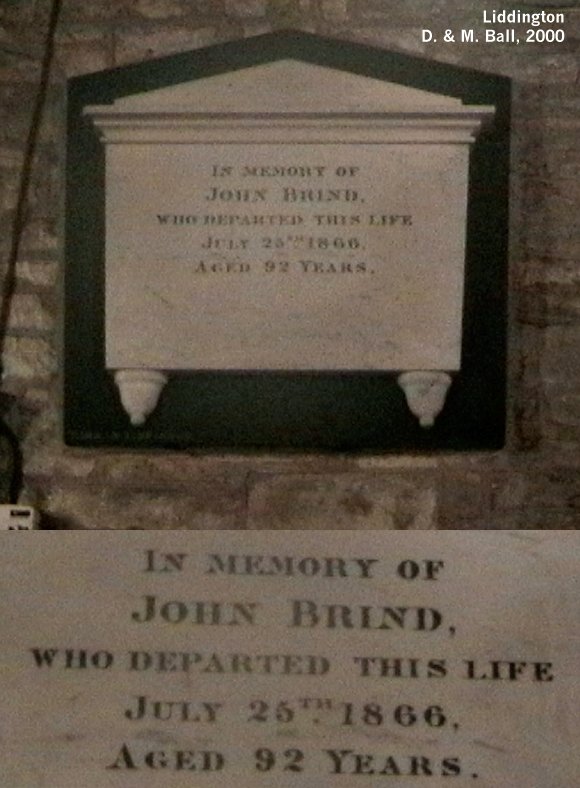 Liddington
D. & M. Ball, 2000
IN MEMORY OF
JOHN BRIND,
WHO DEPARTED THIS LIFE
JULY 25TH 1866.
AGED 92 YEARS.
IN MEMORY OF
JOHN BRIND,
WHO DEPARTED THIS LIFE
JULY 25TH 1866.
AGED 92 YEARS.